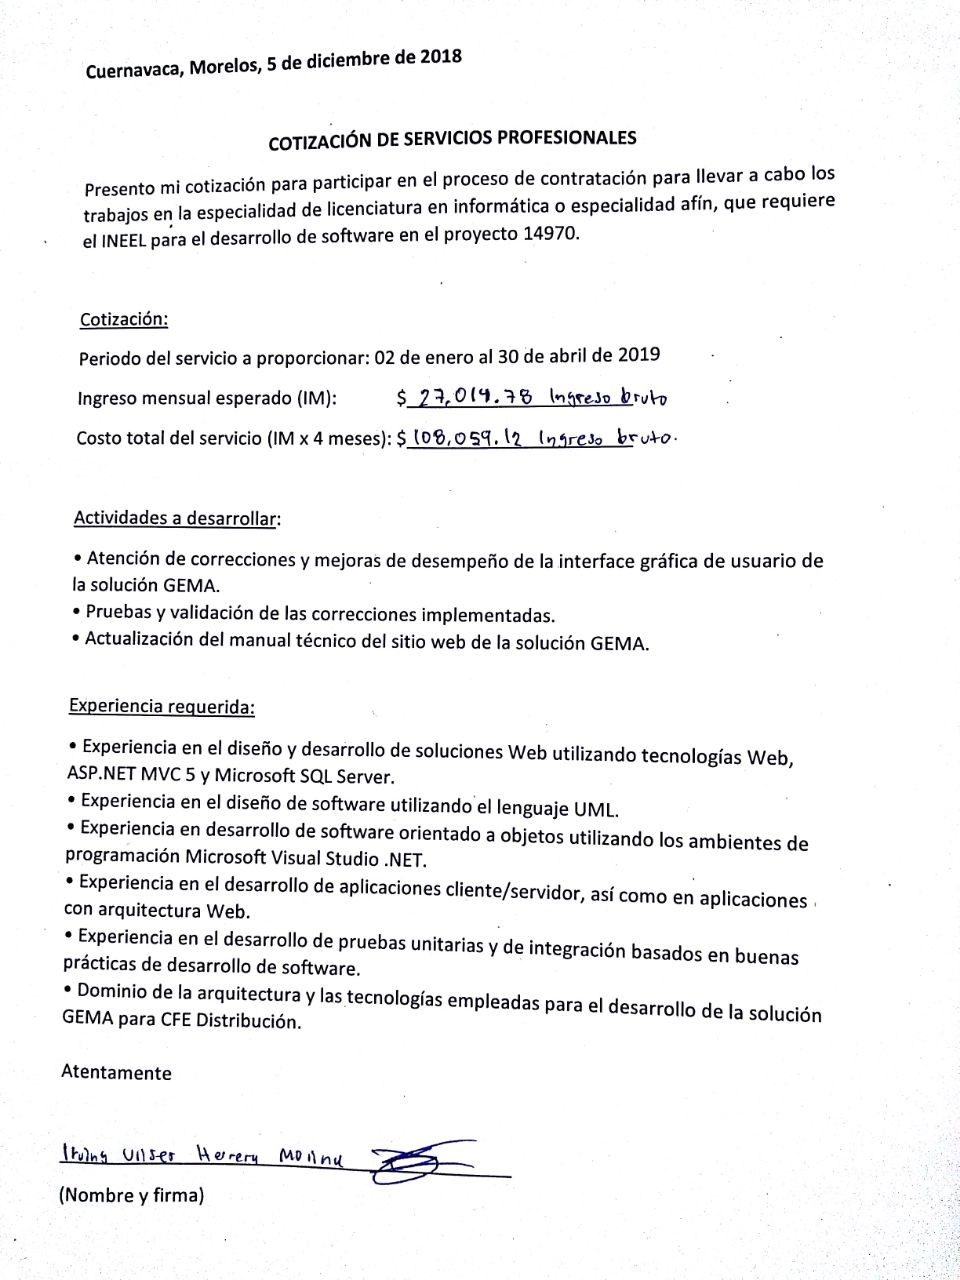 Cuernavaca, Morelos, 5 de diciembre de 2018
COTIZACIÓN DE SERVICIOS PROFESIONALES
Presento mi cotización para participar en el proceso de contratación para llevar a cabo los
trabajos en la especialidad de licenciatura en informática o especialidad afín, que requiere
el INEEL para el desarrollo de software en el proyecto 14970.
Cotización:
Periodo del servicio a proporcionar: 02 de enero al 30 de abril de 2019
Ingreso mensual esperado (IM): $ 27,014.78 Ingreso bruto
Costo total del servicio (IM x 4 meses): $ 108,059.12 Ingreso bruto.
Actividades a desarrollar:
• Atención de correcciones y mejoras de desempeño de la interface gráfica de usuario de
la solución GEMA.
• Pruebas y validación de las correcciones implementadas.
• Actualización del manual técnico del sitio web de la solución GEMA.
Experiencia requerida:
• Experiencia en el diseño y desarrollo de soluciones Web utilizando tecnologías Web,
ASP.NET MVC 5 y Microsoft SQL Server.
• Experiencia en el diseño de software utilizando el lenguaje UML.
• Experiencia en desarrollo de software orientado a objetos utilizando los ambientes de
programación Microsoft Visual Studio .NET.
• Experiencia en el desarrollo de aplicaciones cliente/servidor, así como en aplicaciones
con arquitectura Web.
• Experiencia en el desarrollo de pruebas unitarias y de integración basados en buenas
prácticas de desarrollo de software.
• Dominio de la arquitectura y las tecnologías empleadas para el desarrollo de la solución
GEMA para CFE Distribución.
Atentamente
Irving
(Nombre y firma)